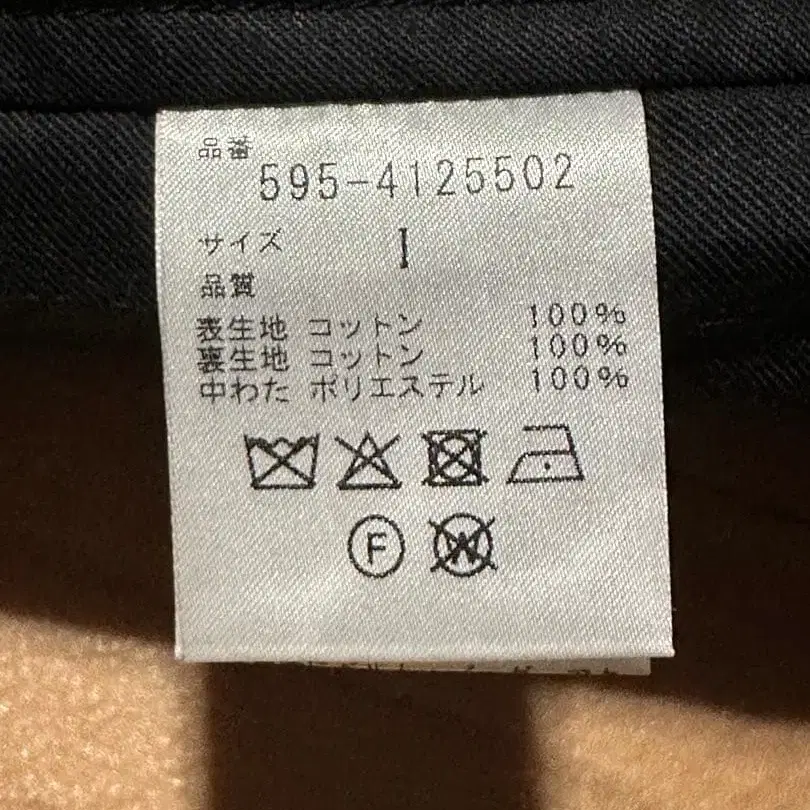 品番
595-4125502
サイズ I
品質
表生地 コットン 100%
裏生地 コットン 100%
中わた ポリエステル 100%
F W